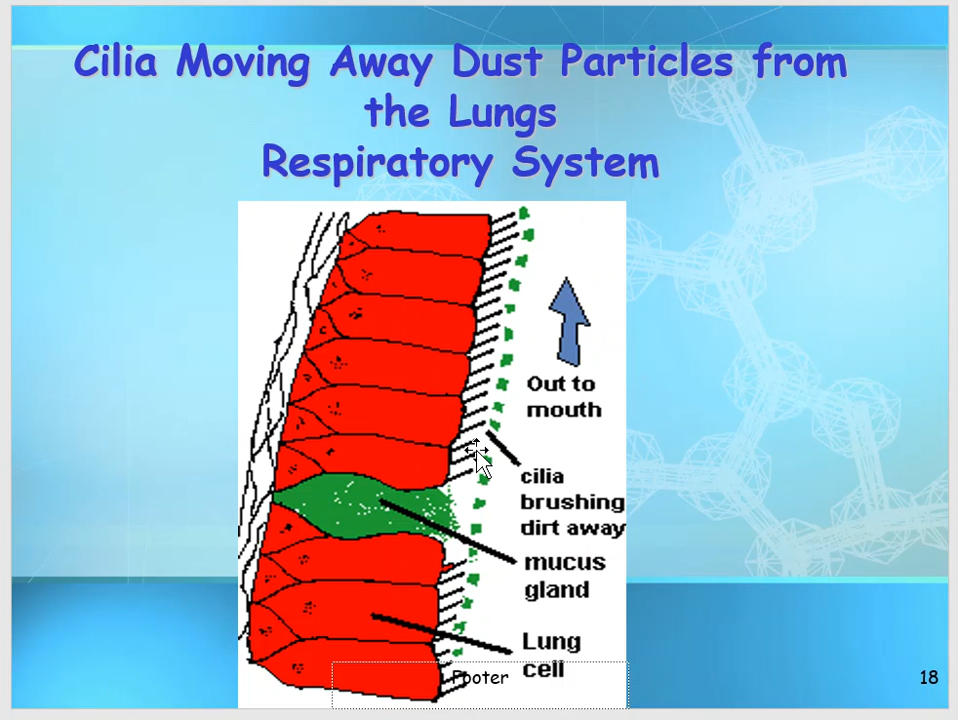 Cilia Moving Away Dust Particles from
the Lungs
Respiratory System
Out to
mouth
cilia
brushing
dirt away
mucus
gland
Lung
cell
Footer
18